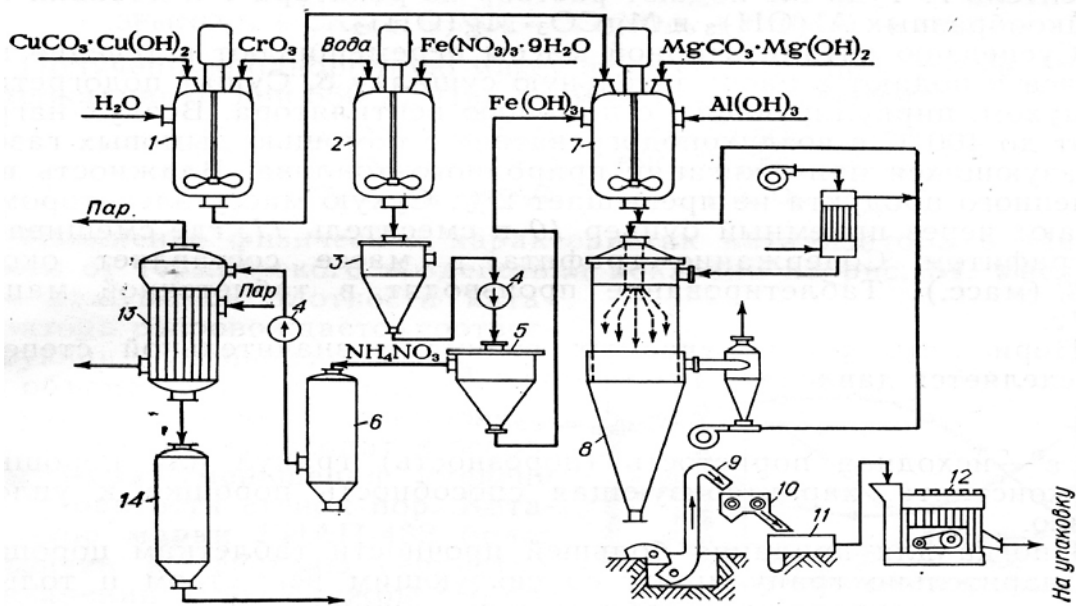 CuCO₃·Cu(OH)₂ CrO₃ Вода Fe(NO₃)₃·9H₂O MgCO₃·Mg(OH)₂
H₂O Fe(OH)₃ Al(OH)₃
1 2 7
Пар
3 4
13 Пар 4 5
NH₄NO₃
6 8
14 9 10 11 12
На упаковку